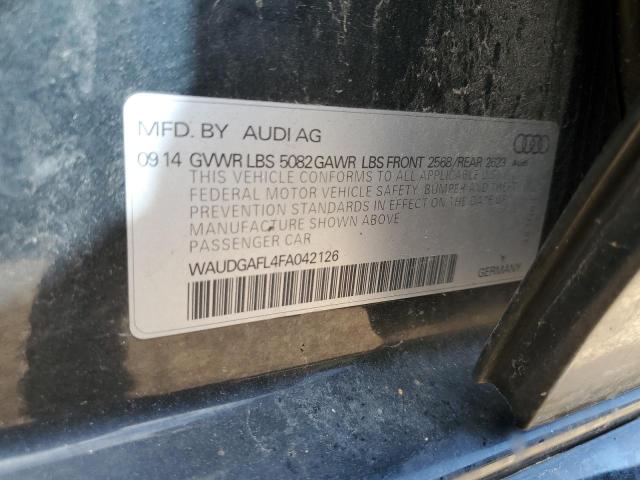 MFD. BY AUDI AG
09 14 GVWR LBS 5082 GAWR LBS FRONT 2568/REAR 2623 Audi
THIS VEHICLE CONFORMS TO ALL APPLICABLE U.S.
FEDERAL MOTOR VEHICLE SAFETY, BUMPER AND THEFT
PREVENTION STANDARDS IN EFFECT ON THE DATE OF
MANUFACTURE SHOWN ABOVE
PASSENGER CAR
WAUDGAFL4FA042126
GERMANY